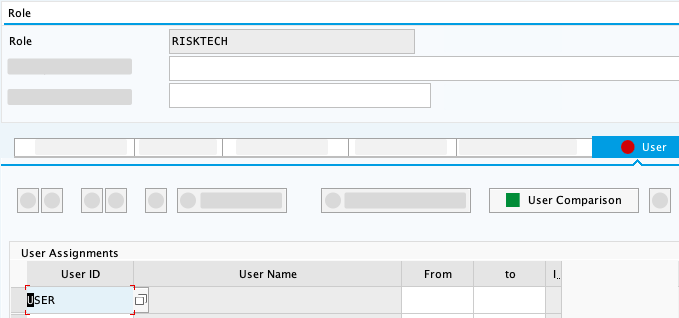 Role
Role RISKTECH
User
User Comparison
User Assignments
User ID User Name From to I..
USER